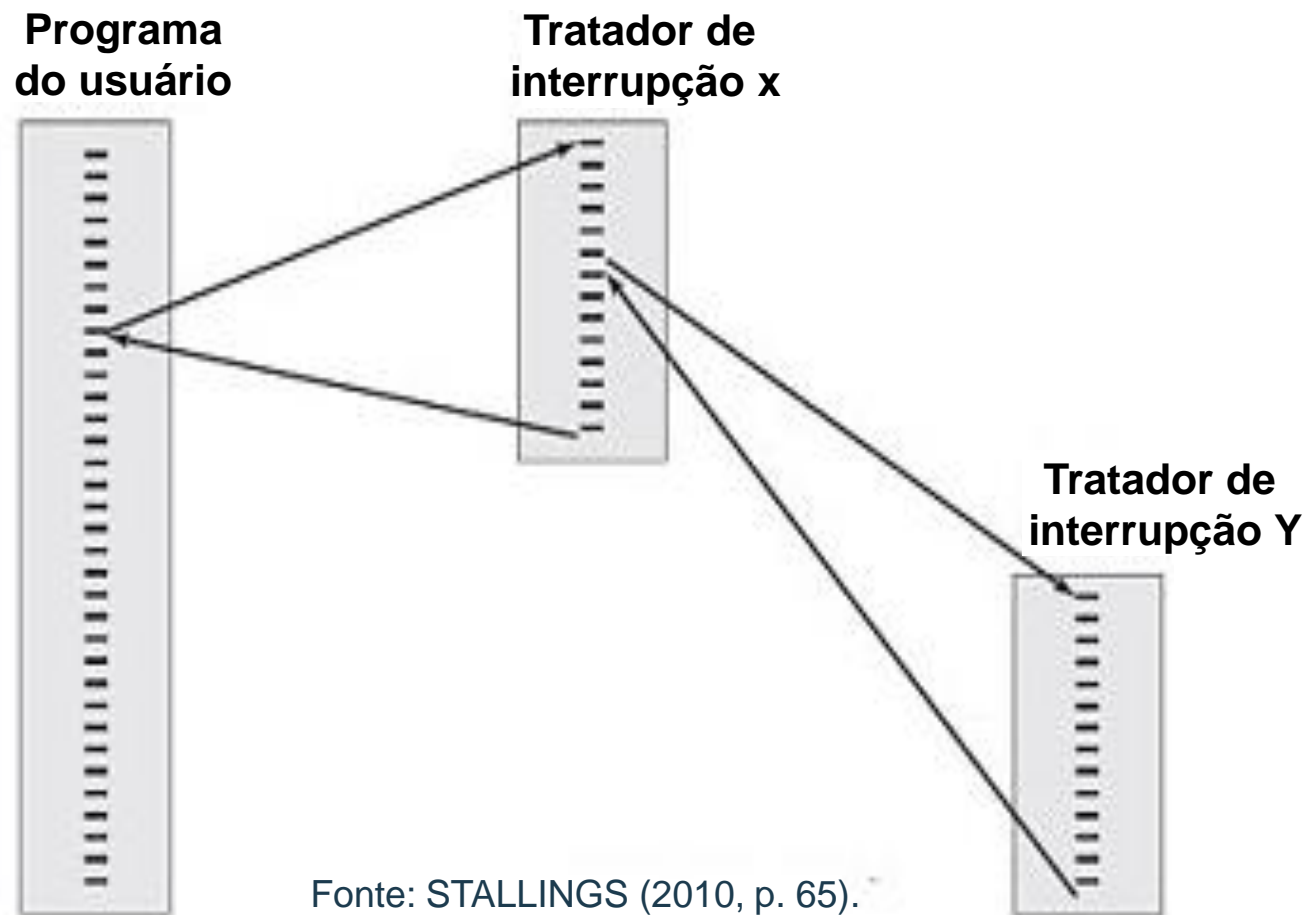 Programa
do usuário
Tratador de
interrupção x
Tratador de
interrupção Y
Fonte: STALLINGS (2010, p. 65).